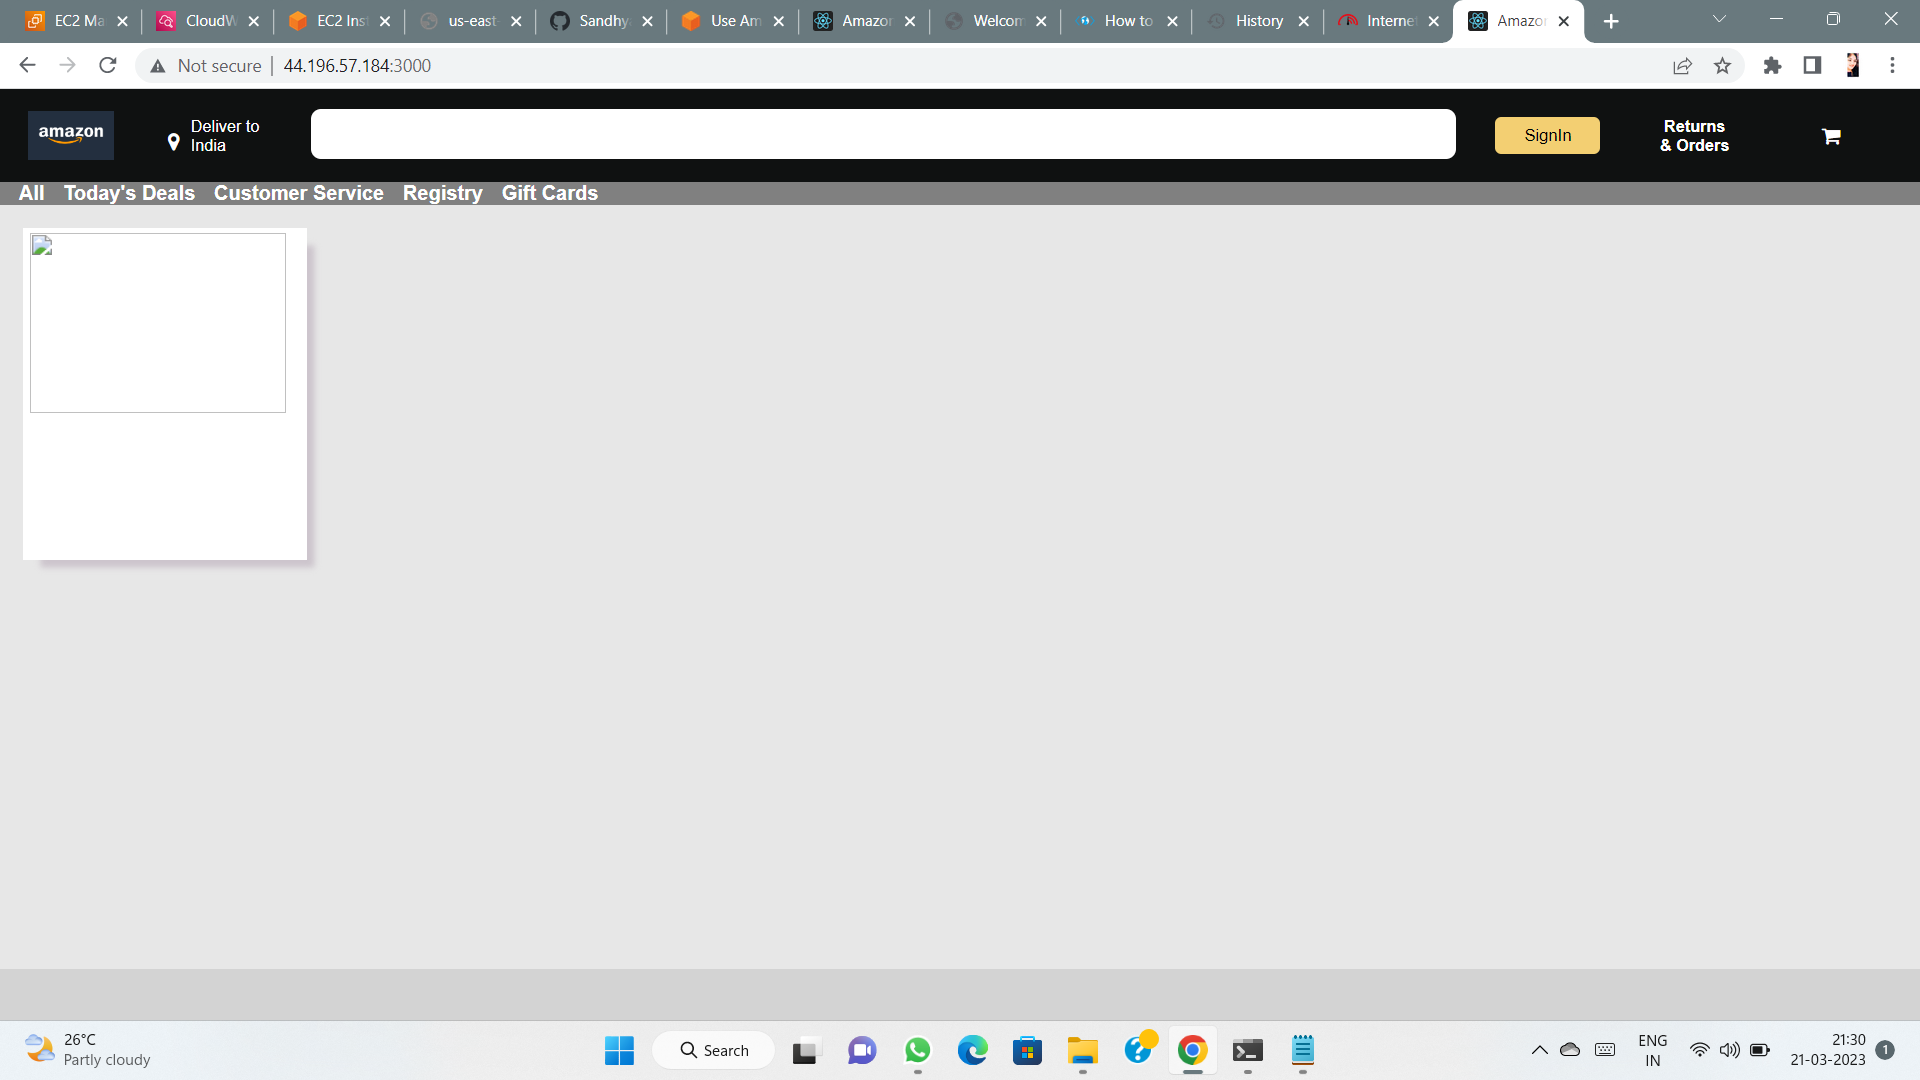 EC2 Ma
CloudW
EC2 Inst
us-east-
Sandhy
Use Am
Amazon
Welcom
How to
History
Internet
Amazon
Not secure
44.196.57.184:3000
amazon
Deliver to
India
SignIn
Returns
& Orders
All Today's Deals Customer Service Registry Gift Cards
26°C
Partly cloudy
Search
ENG
IN
21:30
21-03-2023
1